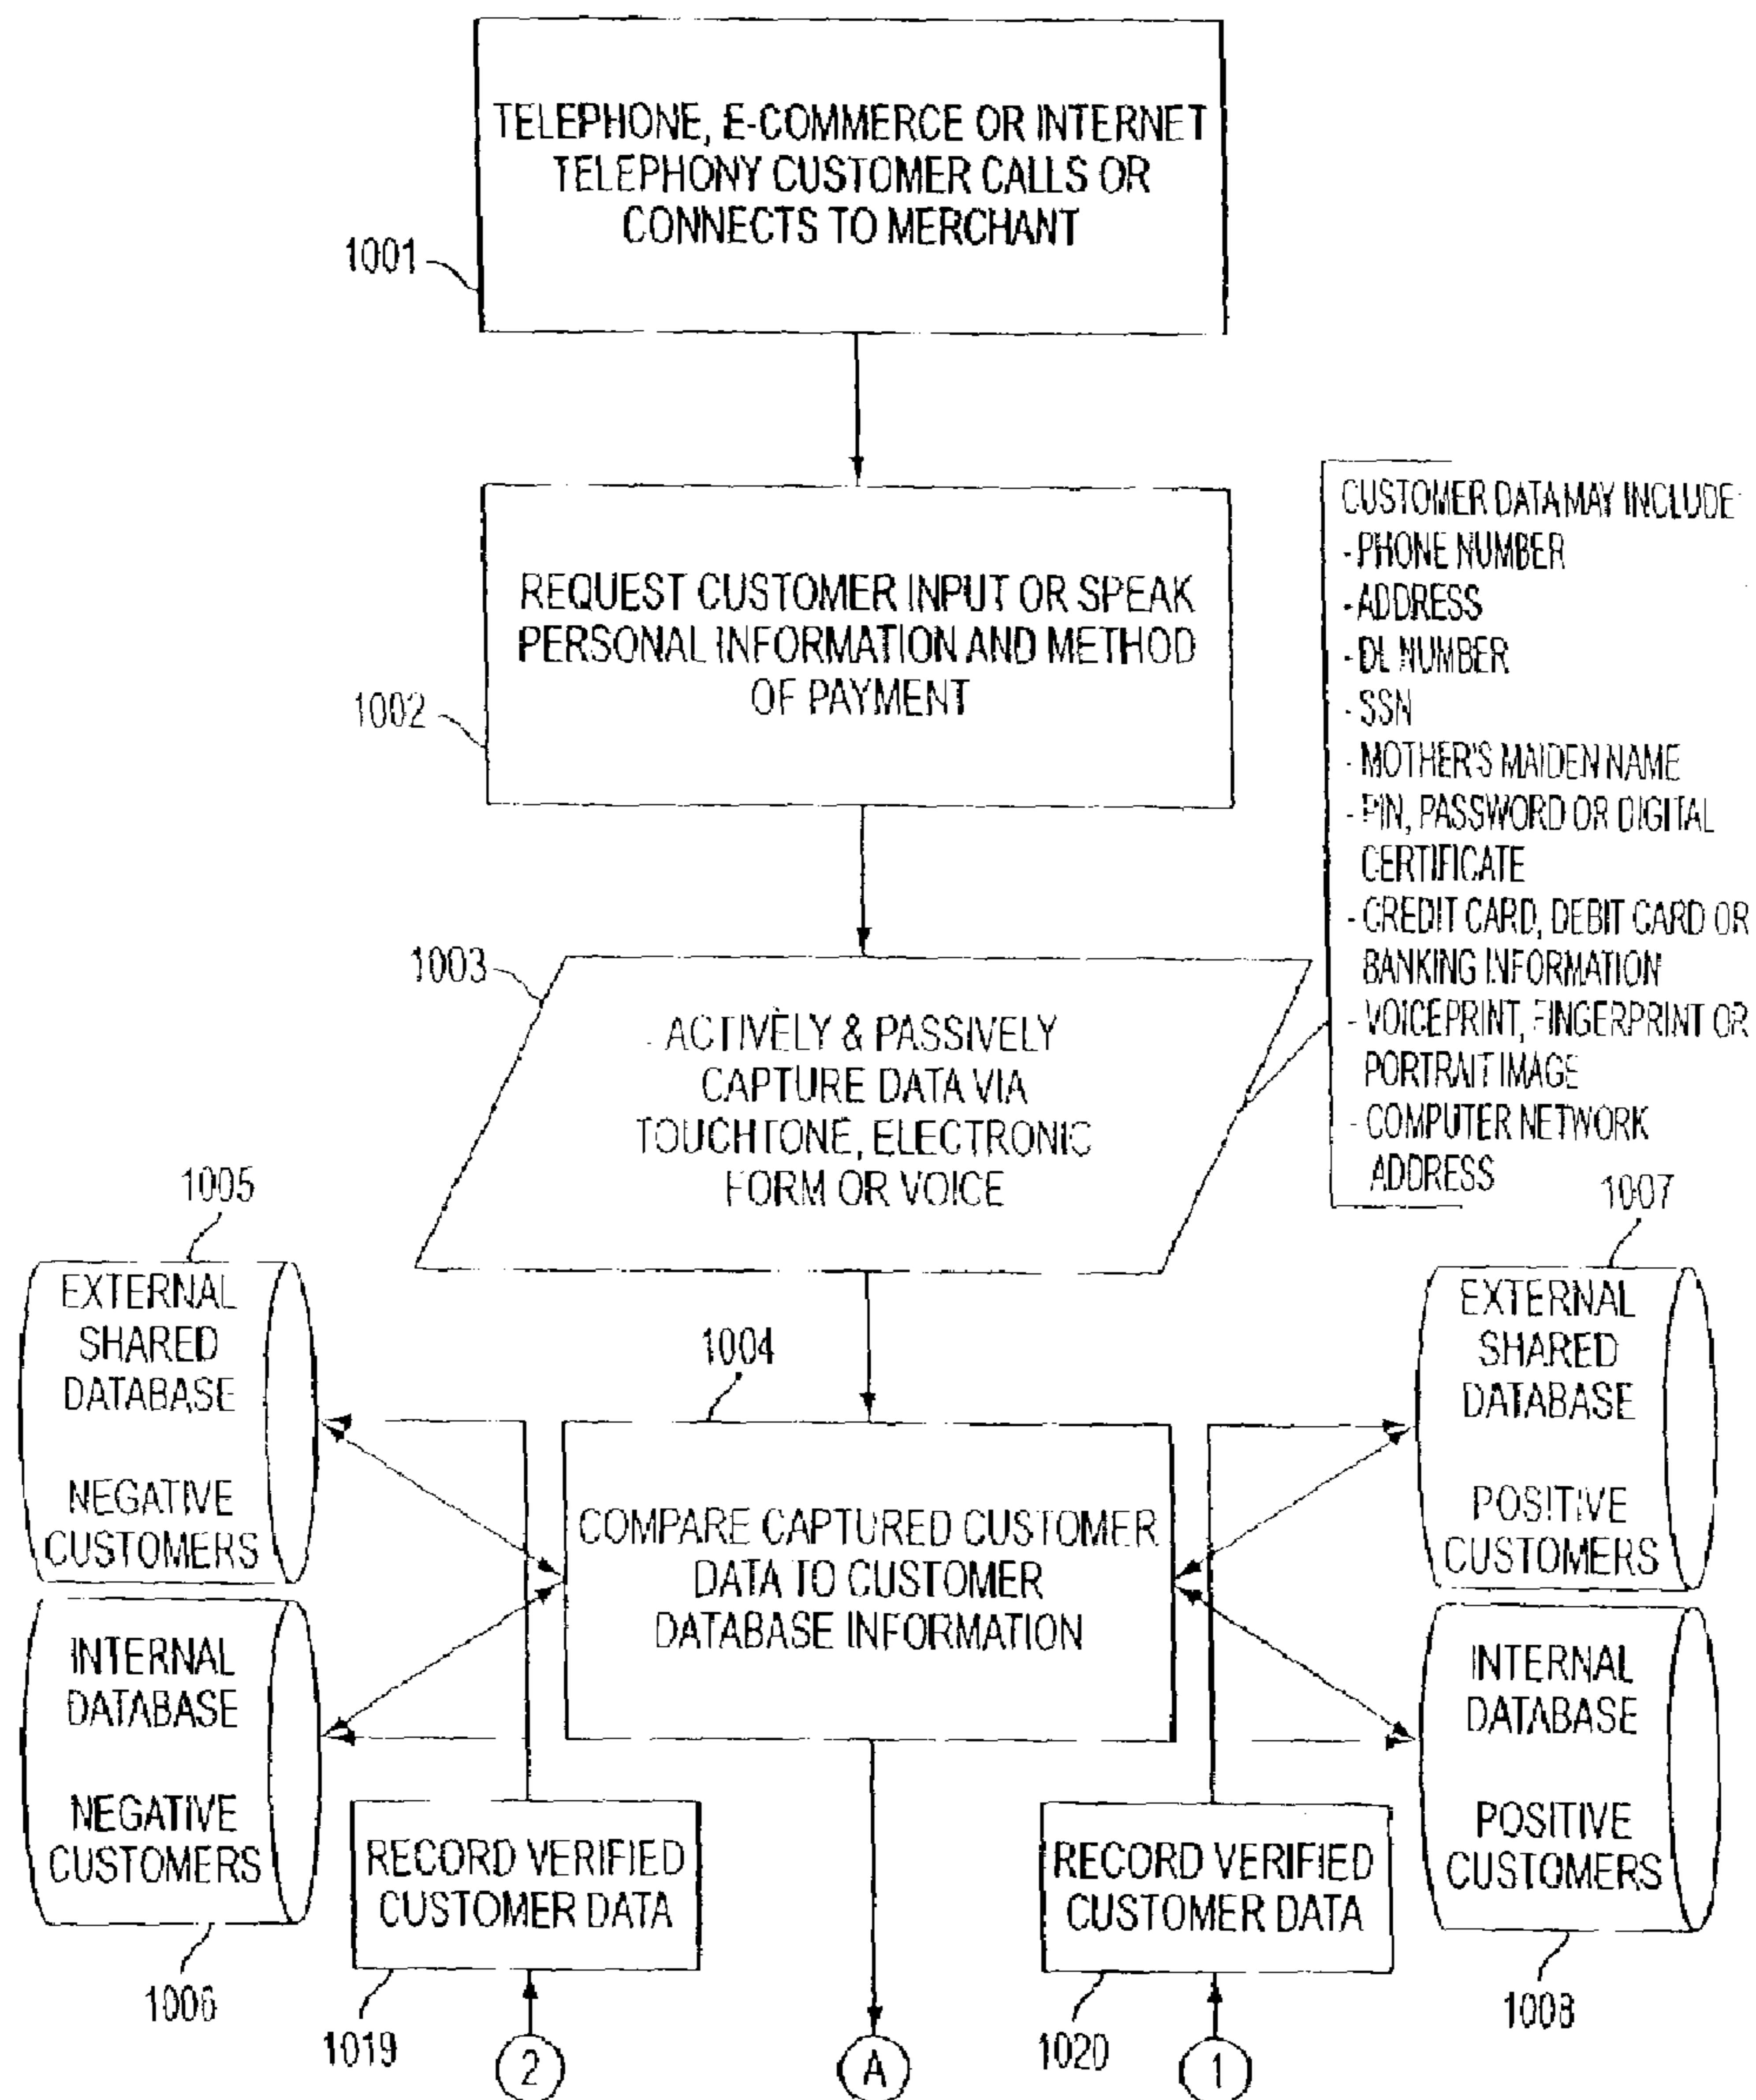 TELEPHONE, E-COMMERCE OR INTERNET
TELEPHONY CUSTOMER CALLS OR
CONNECTS TO MERCHANT
1001
REQUEST CUSTOMER INPUT OR SPEAK
PERSONAL INFORMATION AND METHOD
OF PAYMENT
1002
CUSTOMER DATA MAY INCLUDE
- PHONE NUMBER
- ADDRESS
- DL NUMBER
- SSN
- MOTHER'S MAIDEN NAME
- PIN, PASSWORD OR DIGITAL
CERTIFICATE
- CREDIT CARD, DEBIT CARD OR
BANKING INFORMATION
- VOICEPRINT, FINGERPRINT OR
PORTRAIT IMAGE
- COMPUTER NETWORK
ADDRESS
1003
ACTIVELY & PASSIVELY
CAPTURE DATA VIA
TOUCHTONE, ELECTRONIC
FORM OR VOICE
1005
EXTERNAL
SHARED
DATABASE
NEGATIVE
CUSTOMERS
1004
COMPARE CAPTURED CUSTOMER
DATA TO CUSTOMER
DATABASE INFORMATION
1007
EXTERNAL
SHARED
DATABASE
POSITIVE
CUSTOMERS
INTERNAL
DATABASE
NEGATIVE
CUSTOMERS
1006
RECORD VERIFIED
CUSTOMER DATA
1019
2
A
RECORD VERIFIED
CUSTOMER DATA
1020
1
INTERNAL
DATABASE
POSITIVE
CUSTOMERS
1008